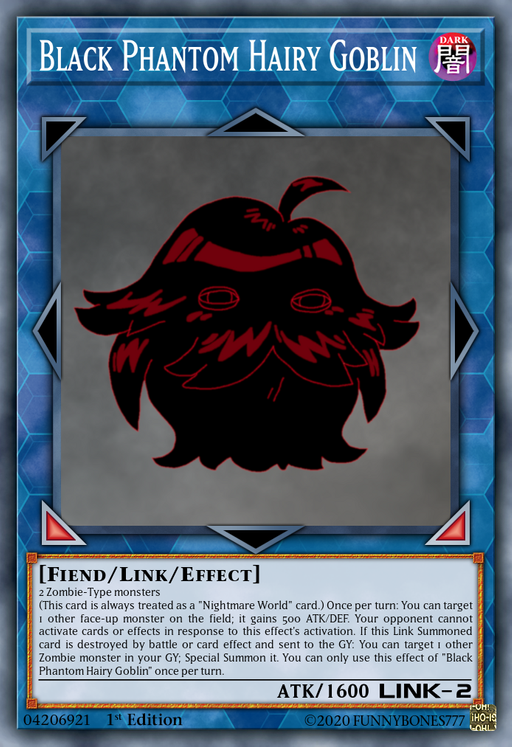 Black Phantom Hairy Goblin
DARK
闇
[Fiend/Link/Effect]
2 Zombie-Type monsters
(This card is always treated as a "Nightmare World" card.) Once per turn: You can target
1 other face-up monster on the field; it gains 500 ATK/DEF. Your opponent cannot
activate cards or effects in response to this effect's activation. If this Link Summoned
card is destroyed by battle or card effect and sent to the GY: You can target 1 other
Zombie monster in your GY; Special Summon it. You can only use this effect of "Black
Phantom Hairy Goblin" once per turn.
ATK/1600 LINK-2
04206921 1st Edition ©2020 FUNNYBONES777